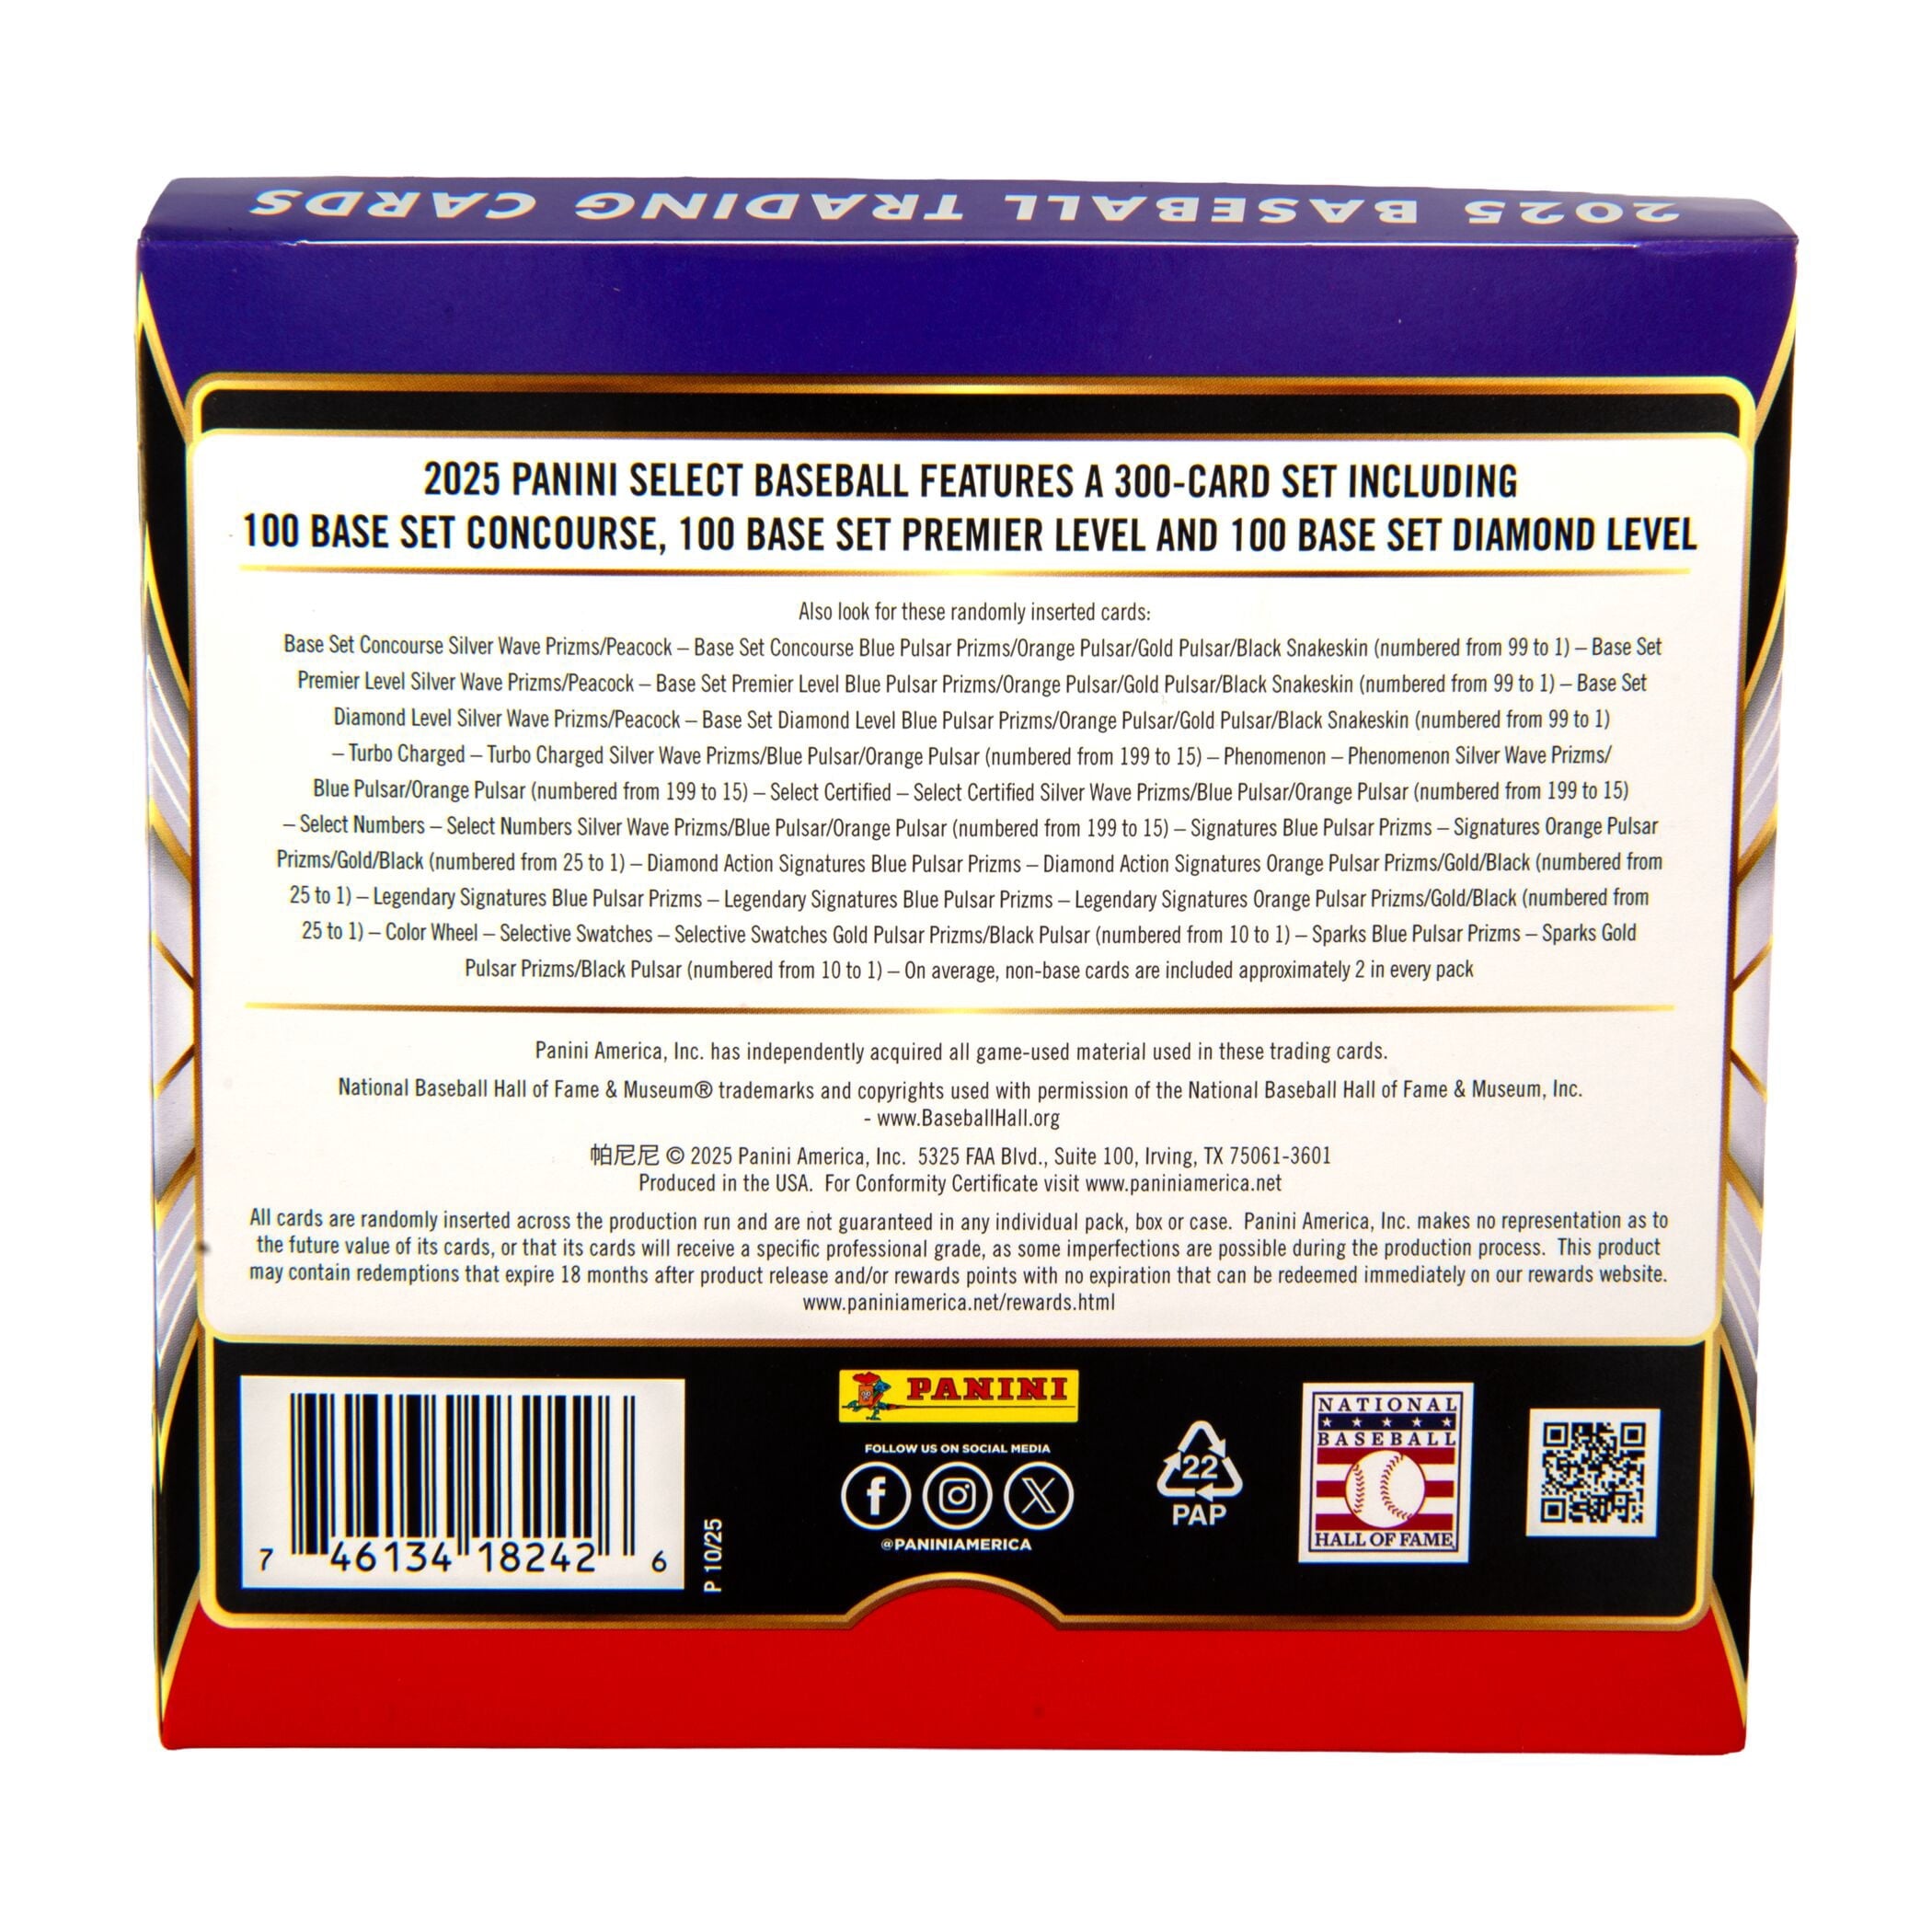 2025 BASEBALL TRADING CARDS
2025 PANINI SELECT BASEBALL FEATURES A 300-CARD SET INCLUDING
100 BASE SET CONCOURSE, 100 BASE SET PREMIER LEVEL AND 100 BASE SET DIAMOND LEVEL
Also look for these randomly inserted cards:
Base Set Concourse Silver Wave Prizms/Peacock – Base Set Concourse Blue Pulsar Prizms/Orange Pulsar/Gold Pulsar/Black Snakeskin (numbered from 99 to 1) – Base Set
Premier Level Silver Wave Prizms/Peacock – Base Set Premier Level Blue Pulsar Prizms/Orange Pulsar/Gold Pulsar/Black Snakeskin (numbered from 99 to 1) – Base Set
Diamond Level Silver Wave Prizms/Peacock – Base Set Diamond Level Blue Pulsar Prizms/Orange Pulsar/Gold Pulsar/Black Snakeskin (numbered from 99 to 1)
– Turbo Charged – Turbo Charged Silver Wave Prizms/Blue Pulsar/Orange Pulsar (numbered from 199 to 15) – Phenomenon – Phenomenon Silver Wave Prizms/
Blue Pulsar/Orange Pulsar (numbered from 199 to 15) – Select Certified – Select Certified Silver Wave Prizms/Blue Pulsar/Orange Pulsar (numbered from 199 to 15)
– Select Numbers – Select Numbers Silver Wave Prizms/Blue Pulsar/Orange Pulsar (numbered from 199 to 15) – Signatures Blue Pulsar Prizms – Signatures Orange Pulsar
Prizms/Gold/Black (numbered from 25 to 1) – Diamond Action Signatures Blue Pulsar Prizms – Diamond Action Signatures Orange Pulsar Prizms/Gold/Black (numbered from
25 to 1) – Legendary Signatures Blue Pulsar Prizms – Legendary Signatures Blue Pulsar Prizms – Legendary Signatures Orange Pulsar Prizms/Gold/Black (numbered from
25 to 1) – Color Wheel – Selective Swatches – Selective Swatches Gold Pulsar Prizms/Black Pulsar (numbered from 10 to 1) – Sparks Blue Pulsar Prizms – Sparks Gold
Pulsar Prizms/Black Pulsar (numbered from 10 to 1) – On average, non-base cards are included approximately 2 in every pack
Panini America, Inc. has independently acquired all game-used material used in these trading cards.
National Baseball Hall of Fame & Museum® trademarks and copyrights used with permission of the National Baseball Hall of Fame & Museum, Inc.
- www.BaseballHall.org
帕尼尼 © 2025 Panini America, Inc. 5325 FAA Blvd., Suite 100, Irving, TX 75061-3601
Produced in the USA. For Conformity Certificate visit www.paniniamerica.net
All cards are randomly inserted across the production run and are not guaranteed in any individual pack, box or case. Panini America, Inc. makes no representation as to
the future value of its cards, or that its cards will receive a specific professional grade, as some imperfections are possible during the production process. This product
may contain redemptions that expire 18 months after product release and/or rewards points with no expiration that can be redeemed immediately on our rewards website.
www.paniniamerica.net/rewards.html
7 46134 18242 6
P 10/25
PANINI
FOLLOW US ON SOCIAL MEDIA
@PANINIAMERICA
22
PAP
NATIONAL
BASEBALL
HALL OF FAME